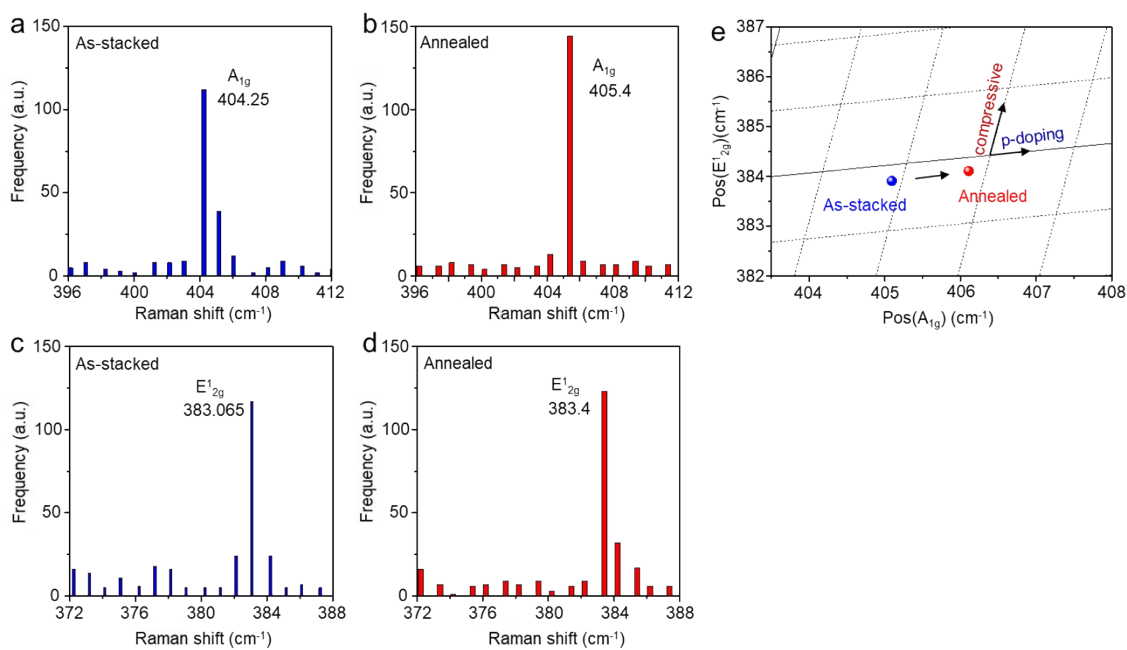 a
As-stacked
A₁g
404.25
Frequency (a.u.)
150
100
50
0
396
400
404
408
412
Raman shift (cm⁻¹)
b
Annealed
A₁g
405.4
Frequency (a.u.)
150
100
50
0
396
400
404
408
412
Raman shift (cm⁻¹)
c
As-stacked
E¹₂g
383.065
Frequency (a.u.)
150
100
50
0
372
376
380
384
388
Raman shift (cm⁻¹)
d
Annealed
E¹₂g
383.4
Frequency (a.u.)
150
100
50
0
372
376
380
384
388
Raman shift (cm⁻¹)
e
Pos(E¹₂g)(cm⁻¹)
387
386
385
384
383
382
compressive
p-doping
As-stacked
Annealed
404
405
406
407
408
Pos(A₁g) (cm⁻¹)